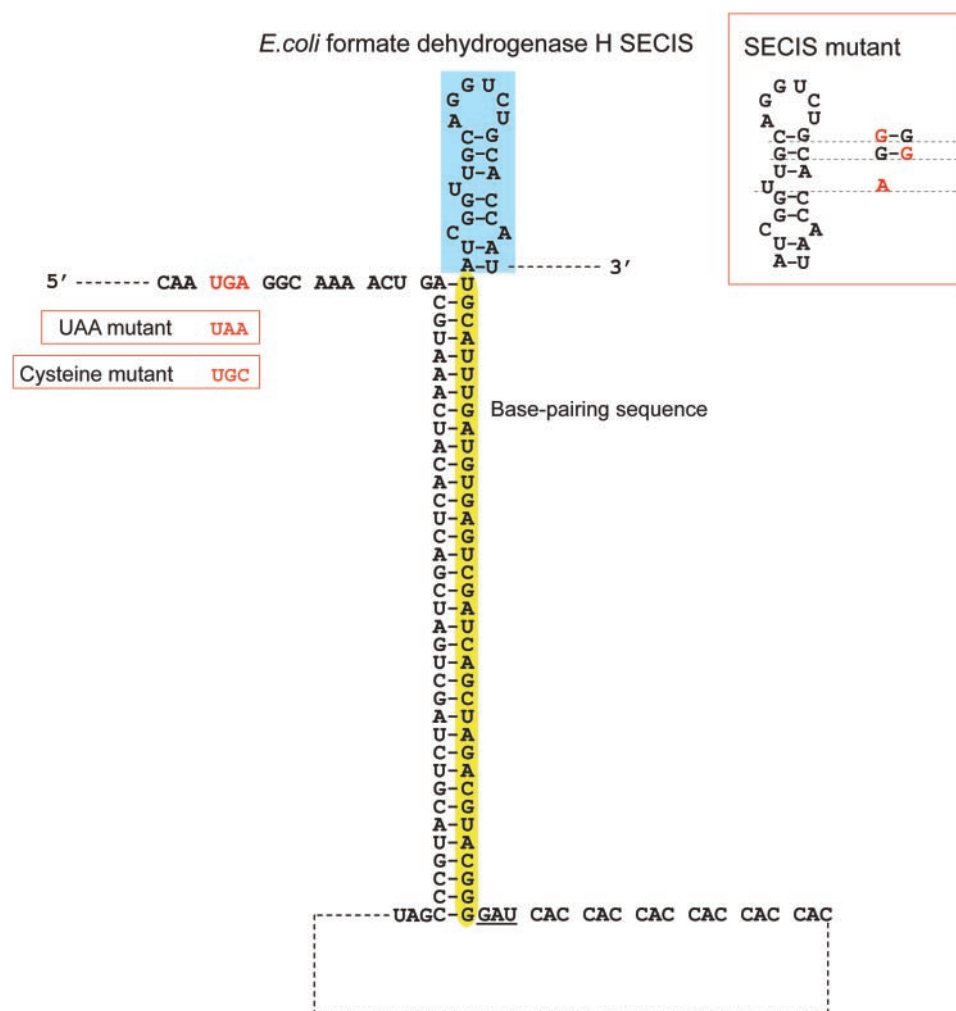 E.coli formate dehydrogenase H SECIS
G U
G C
A U
C-G
G-C
U-A
U
G-C
G-C
C A
U-A
A-U -------- 3’
5’ -------- CAA UGA GGC AAA ACU GA-U
C-G
G-C
UAA mutant UAA
U-A
A-U
Cysteine mutant UGC
A-U
A-U
C-G Base-pairing sequence
U-A
A-U
C-G
A-U
C-G
U-A
C-G
A-U
G-C
C-G
U-A
A-U
G-C
U-A
C-G
G-C
A-U
U-A
C-G
U-A
G-C
C-G
A-U
U-A
G-C
C-G
C-G
UAGC-G GAU CAC CAC CAC CAC CAC CAC
SECIS mutant
G U
G C
A U
C-G G-G
G-C G-G
U-A
U A
G-C
G-C
C A
U-A
A-U